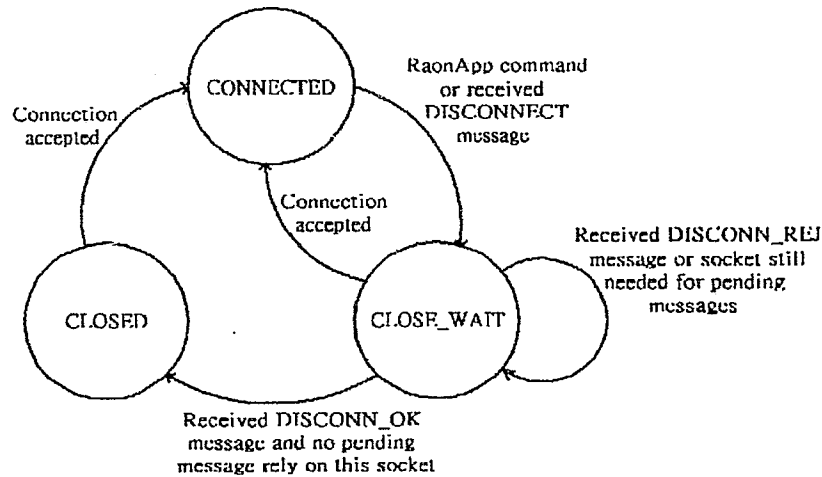 CONNECTED
RaonApp command
or received
DISCONNECT
message
Connection
accepted
Connection
accepted
Received DISCONN_REJ
message or socket still
needed for pending
messages
CLOSED
CLOSE_WAIT
Received DISCONN_OK
message and no pending
message rely on this socket